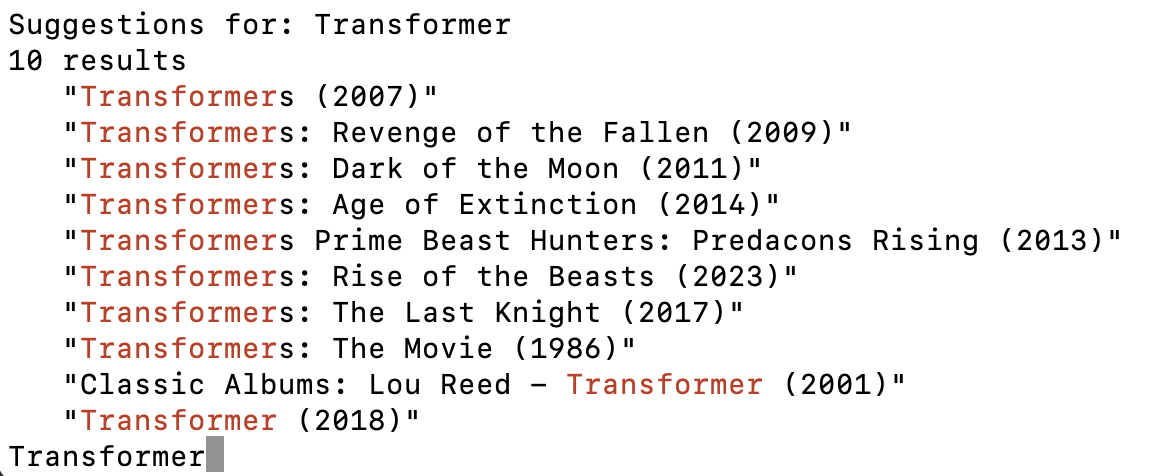 Suggestions for: Transformer
10 results
"Transformers (2007)"
"Transformers: Revenge of the Fallen (2009)"
"Transformers: Dark of the Moon (2011)"
"Transformers: Age of Extinction (2014)"
"Transformers Prime Beast Hunters: Predacons Rising (2013)"
"Transformers: Rise of the Beasts (2023)"
"Transformers: The Last Knight (2017)"
"Transformers: The Movie (1986)"
"Classic Albums: Lou Reed – Transformer (2001)"
"Transformer (2018)"
Transformer